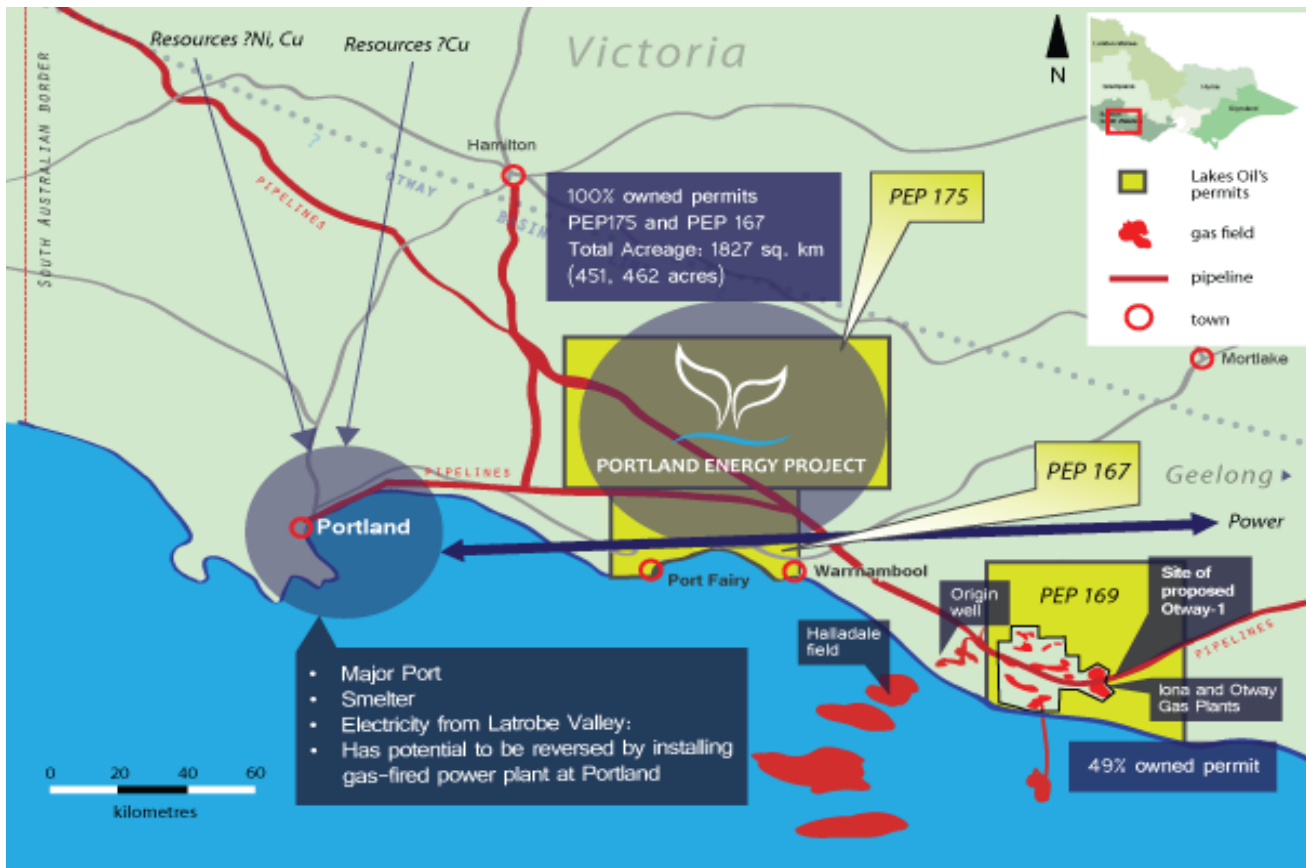 Resources ?Ni, Cu
Resources ?Cu
Victoria
N
SOUTH AUSTRALIAN BORDER
Hamilton
?
OTWAY
BASIN
PIPELINES
100% owned permits
PEP175 and PEP 167
Total Acreage: 1827 sq. km
(451, 462 acres)
PEP 175
Lakes Oil's
permits
gas field
pipeline
town
Mortlake
PORTLAND ENERGY PROJECT
PEP 167
Geelong
Power
PIPELINES
Portland
Port Fairy
Warrnambool
Origin
well
PEP 169
Site of
proposed
Otway-1
PIPELINES
Halladale
field
Iona and Otway
Gas Plants
49% owned permit
• Major Port
• Smelter
• Electricity from Latrobe Valley:
• Has potential to be reversed by installing
gas-fired power plant at Portland
0 20 40 60
kilometres